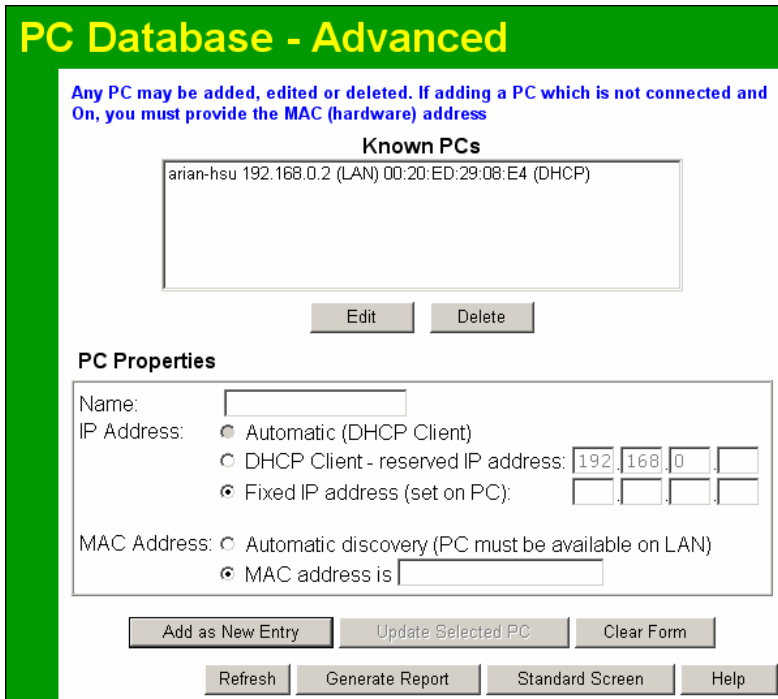 PC Database - Advanced
Any PC may be added, edited or deleted. If adding a PC which is not connected and
On, you must provide the MAC (hardware) address
Known PCs
arian-hsu 192.168.0.2 (LAN) 00:20:ED:29:08:E4 (DHCP)
Edit Delete
PC Properties
Name:
IP Address: Automatic (DHCP Client)
DHCP Client - reserved IP address: 192 . 168 . 0 .
Fixed IP address (set on PC): . . .
MAC Address: Automatic discovery (PC must be available on LAN)
MAC address is
Add as New Entry Update Selected PC Clear Form
Refresh Generate Report Standard Screen Help